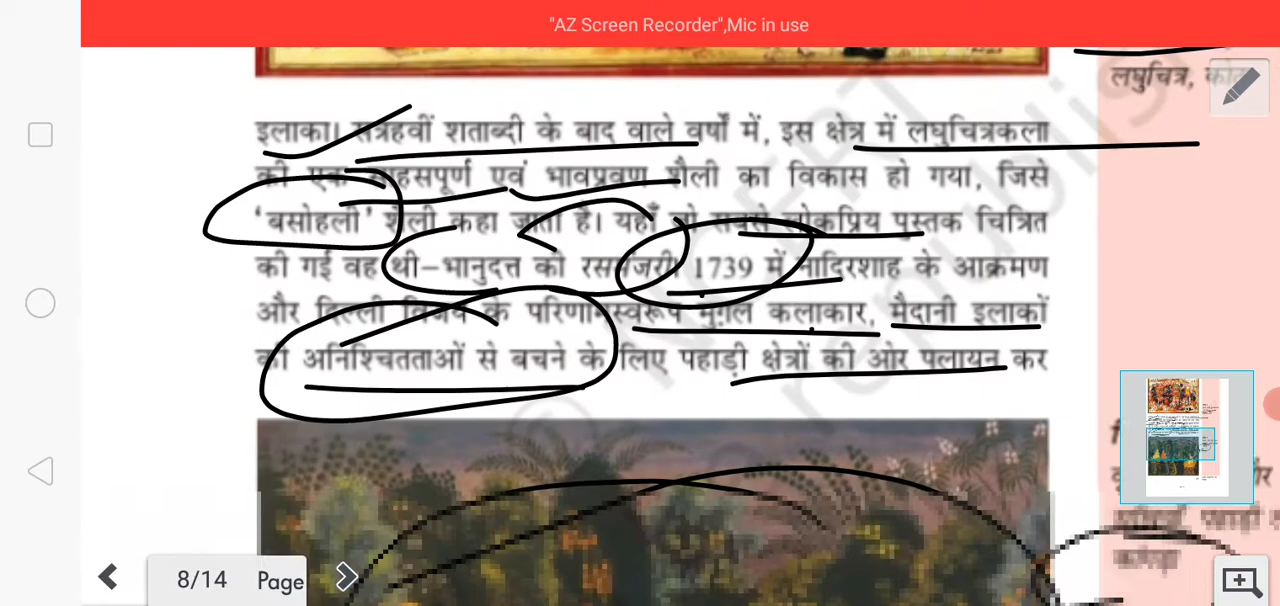 "AZ Screen Recorder",Mic in use
लघुचित्र,
इलाका। सत्रहवीं शताब्दी के बाद वाले वर्षों में, इस क्षेत्र में लघुचित्रकला
की एक साहसपूर्ण एवं भावप्रवण शैली का विकास हो गया, जिसे
'बसोहली' शैली कहा जाता है। यहाँ की सबसे लोकप्रिय पुस्तक चित्रित
की गई वह थी–भानुदत्त की रसमंजरी 1739 में नादिरशाह के आक्रमण
और दिल्ली विजय के परिणामस्वरूप मुग़ल कलाकार, मैदानी इलाकों
की अनिश्चितताओं से बचने के लिए पहाड़ी क्षेत्रों की ओर पलायन कर
8/14 Page